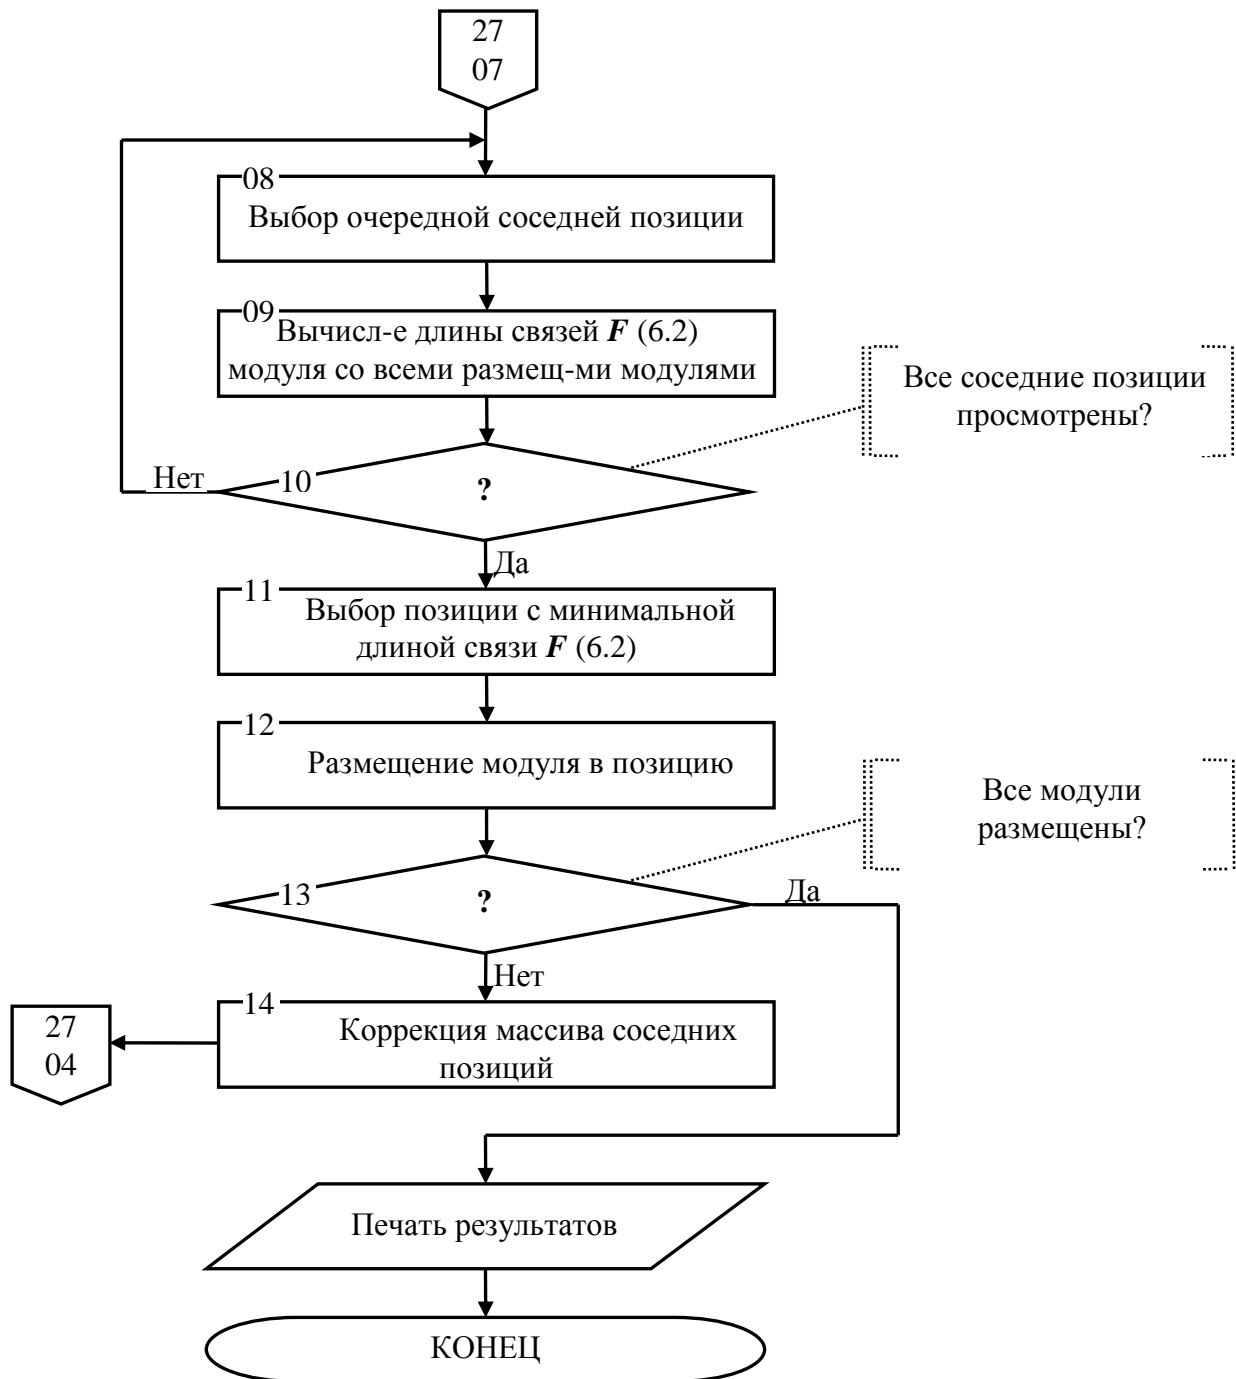 27
07
08
Выбор очередной соседней позиции
09
Вычисл-е длины связей F (6.2)
модуля со всеми размещ-ми модулями
Все соседние позиции
просмотрены?
Нет
10
?
Да
11
Выбор позиции с минимальной
длиной связи F (6.2)
12
Размещение модуля в позицию
Все модули
размещены?
13
?
Да
Нет
14
Коррекция массива соседних
позиций
27
04
Печать результатов
КОНЕЦ